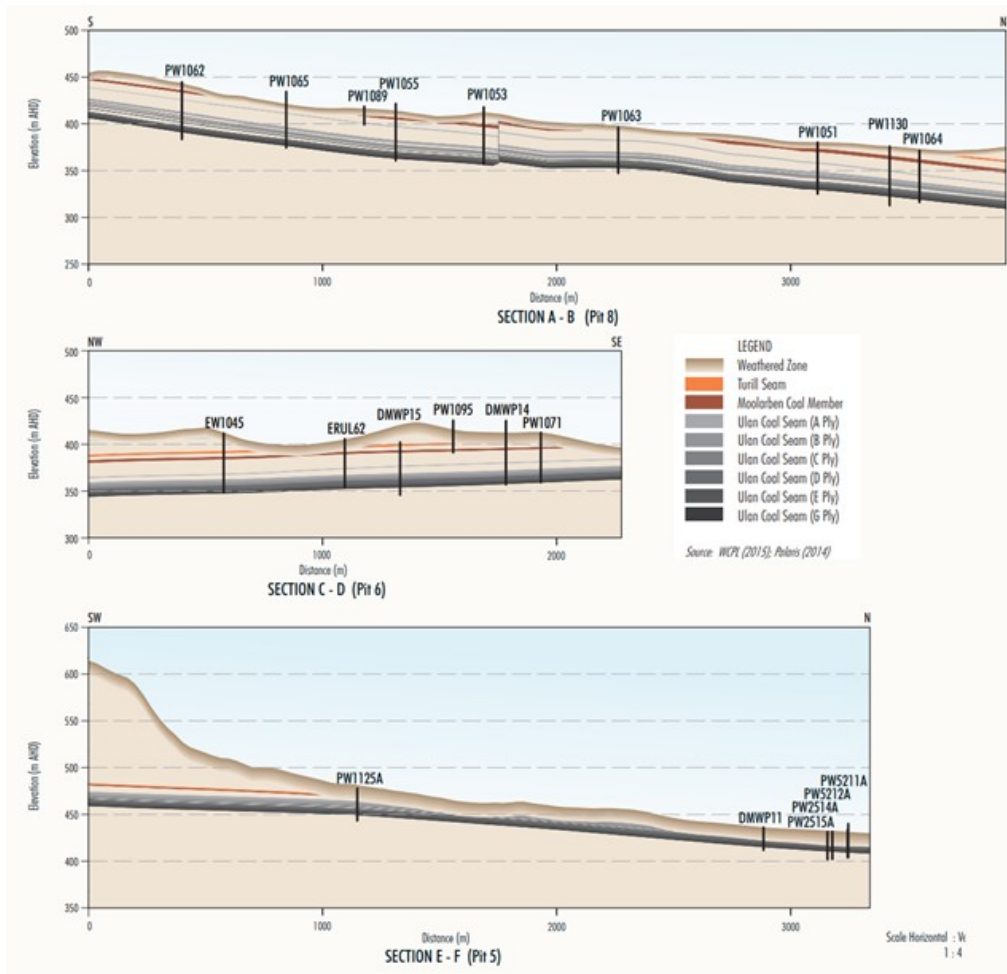 S
N
500
450
400
350
300
250
Elevation (m AHD)
PW1062
PW1065
PW1089
PW1055
PW1053
PW1063
PW1051
PW1130
PW1064
0
1000
2000
3000
Distance (m)
SECTION A - B (Pit 8)
NW
SE
500
450
400
350
300
Elevation (m AHD)
EW1045
ERUL62
DMWP15
PW1095
DMWP14
PW1071
0
1000
2000
Distance (m)
SECTION C - D (Pit 6)
LEGEND
Weathered Zone
Turill Seam
Moolarben Coal Member
Ulan Coal Seam (A Ply)
Ulan Coal Seam (B Ply)
Ulan Coal Seam (C Ply)
Ulan Coal Seam (D Ply)
Ulan Coal Seam (E Ply)
Ulan Coal Seam (G Ply)
Source: WCPL (2015); Polaris (2014)
SW
N
650
600
550
500
450
400
350
Elevation (m AHD)
PW1125A
DMWP11
PW5211A
PW5212A
PW2514A
PW2515A
0
1000
2000
3000
Distance (m)
SECTION E - F (Pit 5)
Scale Horizontal : Ve
1 : 4